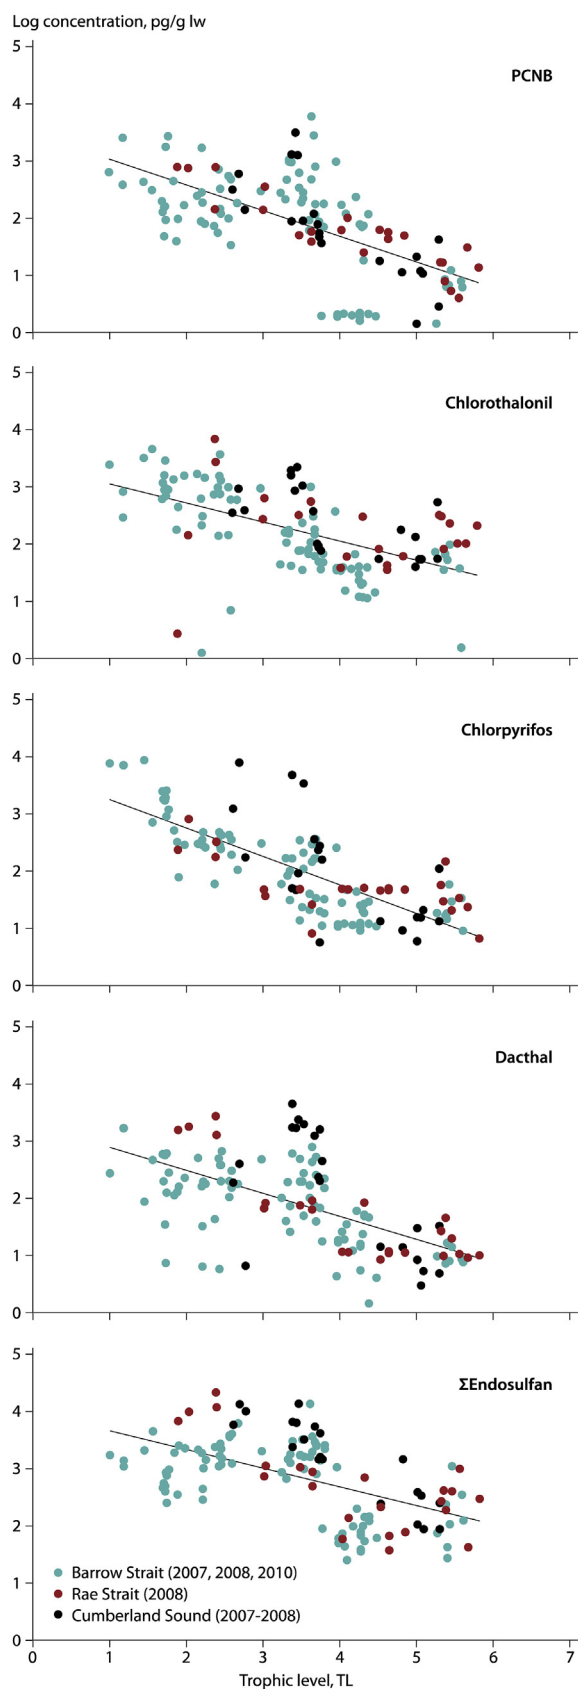 Log concentration, pg/g lw
5
PCNB
4
3
2
1
0
5
Chlorothalonil
4
3
2
1
0
5
Chlorpyrifos
4
3
2
1
0
5
Dacthal
4
3
2
1
0
5
ΣEndosulfan
4
3
2
Barrow Strait (2007, 2008, 2010)
1
Rae Strait (2008)
Cumberland Sound (2007-2008)
0
0 1 2 3 4 5 6 7
Trophic level, TL